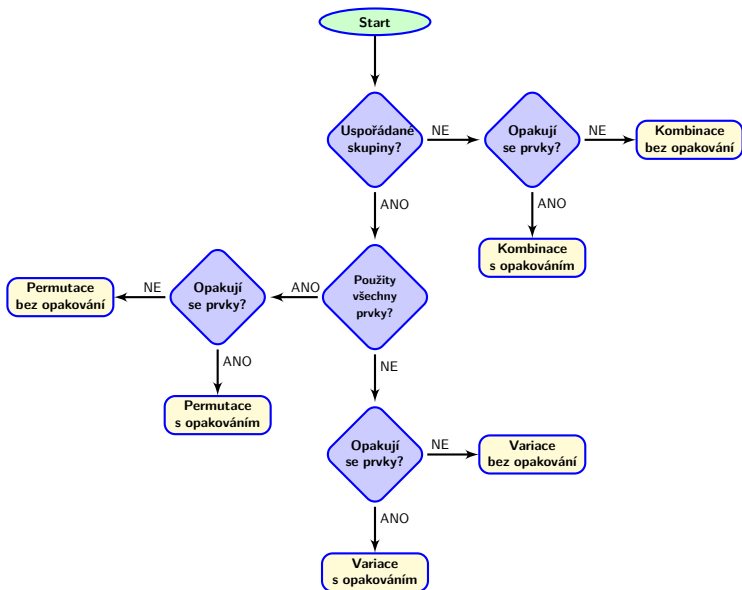 Start
Uspořádané
skupiny?
NE
Opakují
se prvky?
NE
Kombinace
bez opakování
ANO
ANO
Kombinace
s opakováním
Permutace
bez opakování
NE
Opakují
se prvky?
ANO
Použity
všechny
prvky?
ANO
NE
Permutace
s opakováním
Opakují
se prvky?
NE
Variace
bez opakování
ANO
Variace
s opakováním